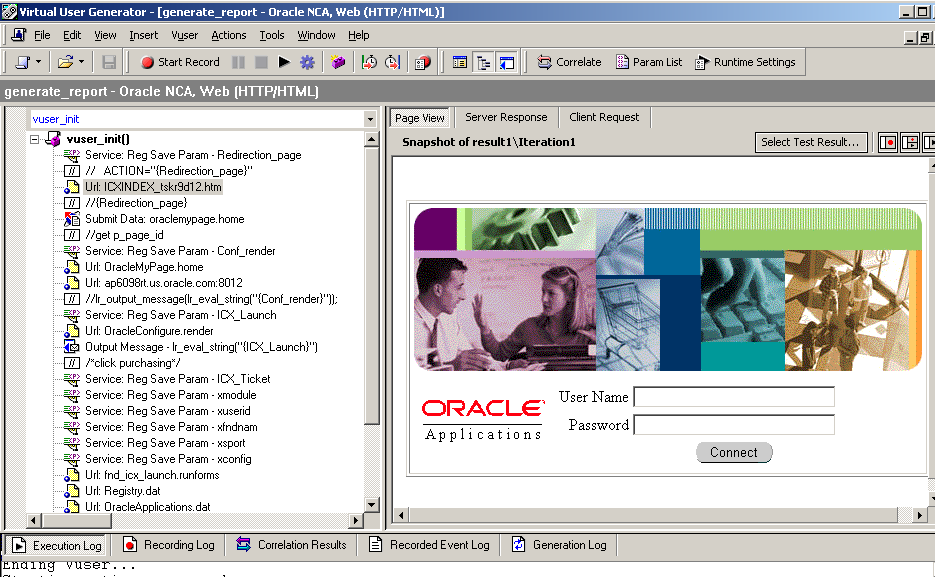 Virtual User Generator - [generate_report - Oracle NCA, Web (HTTP/HTML)]
File Edit View Insert Vuser Actions Tools Window Help
Start Record Correlate Param List Runtime Settings
generate_report - Oracle NCA, Web (HTTP/HTML)
vuser_init
vuser_init()
Service: Reg Save Param - Redirection_page
// ACTION="{Redirection_page}"
Url: ICXINDEX_tskr9d12.htm
//{Redirection_page}
Submit Data: oraclemypage.home
//get p_page_id
Service: Reg Save Param - Conf_render
Url: OracleMyPage.home
Url: ap6098rt.us.oracle.com:8012
//lr_output_message(lr_eval_string("{Conf_render}"));
Service: Reg Save Param - ICX_Launch
Url: OracleConfigure.render
Output Message - lr_eval_string("{ICX_Launch}")
/*click purchasing*/
Service: Reg Save Param - ICX_Ticket
Service: Reg Save Param - xmodule
Service: Reg Save Param - xuserid
Service: Reg Save Param - xfndnam
Service: Reg Save Param - xsport
Service: Reg Save Param - xconfig
Url: fnd_icx_launch.runforms
Url: Registry.dat
Url: OracleApplications.dat
Page View Server Response Client Request
Snapshot of result1\Iteration1 Select Test Result...
ORACLE
Applications
User Name
Password
Connect
Execution Log Recording Log Correlation Results Recorded Event Log Generation Log
Ending Vuser...